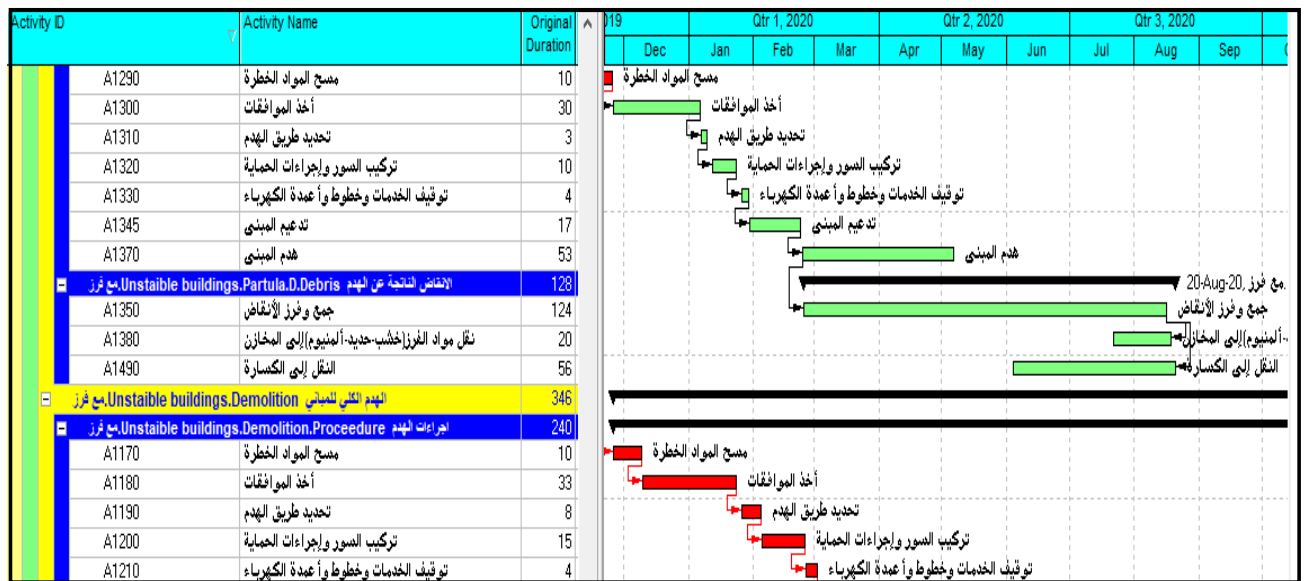 Activity ID Activity Name Original Duration
2019 Qtr 1, 2020 Qtr 2, 2020 Qtr 3, 2020
Dec Jan Feb Mar Apr May Jun Jul Aug Sep
A1290 مسح المواد الخطرة 10 مسح المواد الخطرة
A1300 أخذ الموافقات 30 أخذ الموافقات
A1310 تحديد طريق الهدم 3 تحديد طريق الهدم
A1320 تركيب السور وإجراءات الحماية 10 تركيب السور وإجراءات الحماية
A1330 توقيف الخدمات وخطوط وأعمدة الكهرباء 4 توقيف الخدمات وخطوط وأعمدة الكهرباء
A1345 تدعيم المبنى 17 تدعيم المبنى
A1370 هدم المبنى 53 هدم المبنى
مع فرز.Unstaible buildings.Partula.D.Debris الانقاض الناتجة عن الهدم 128 20-Aug-20, مع فرز.
A1350 جمع وفرز الأنقاض 124 جمع وفرز الأنقاض
A1380 نقل مواد الفرز(خشب-حديد-ألمنيوم)إلى المخازن 20 -ألمنيوم)إلى المخازن
A1490 النقل إلى الكسارة 56 النقل إلى الكسارة
مع فرز.Unstaible buildings.Demolition الهدم الكلي للمباني 346
مع فرز.Unstaible buildings.Demolition.Proceedure اجراءات الهدم 240
A1170 مسح المواد الخطرة 10 مسح المواد الخطرة
A1180 أخذ الموافقات 33 أخذ الموافقات
A1190 تحديد طريق الهدم 8 تحديد طريق الهدم
A1200 تركيب السور وإجراءات الحماية 15 تركيب السور وإجراءات الحماية
A1210 توقيف الخدمات وخطوط وأعمدة الكهرباء 4 توقيف الخدمات وخطوط وأعمدة الكهرباء